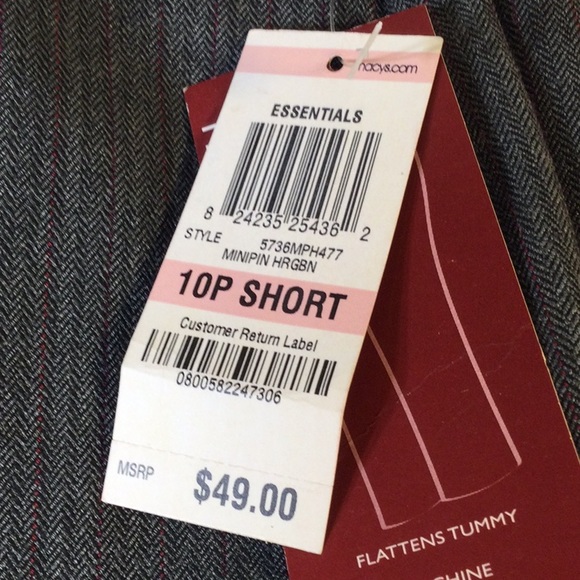 macys.com
ESSENTIALS
8 24235 25436 2
STYLE 5736MPH477
MINIPIN HRGBN
10P SHORT
Customer Return Label
0800582247306
MSRP $49.00
FLATTENS TUMMY